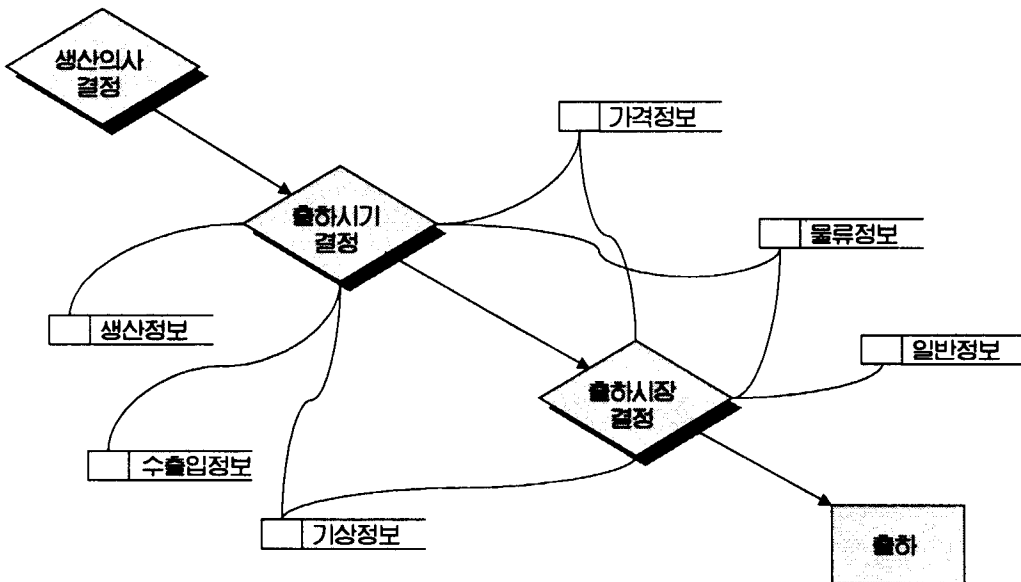 생산의사
결정
가격정보
출하시기
결정
물류정보
생산정보
일반정보
출하시장
결정
수출입정보
기상정보
출하